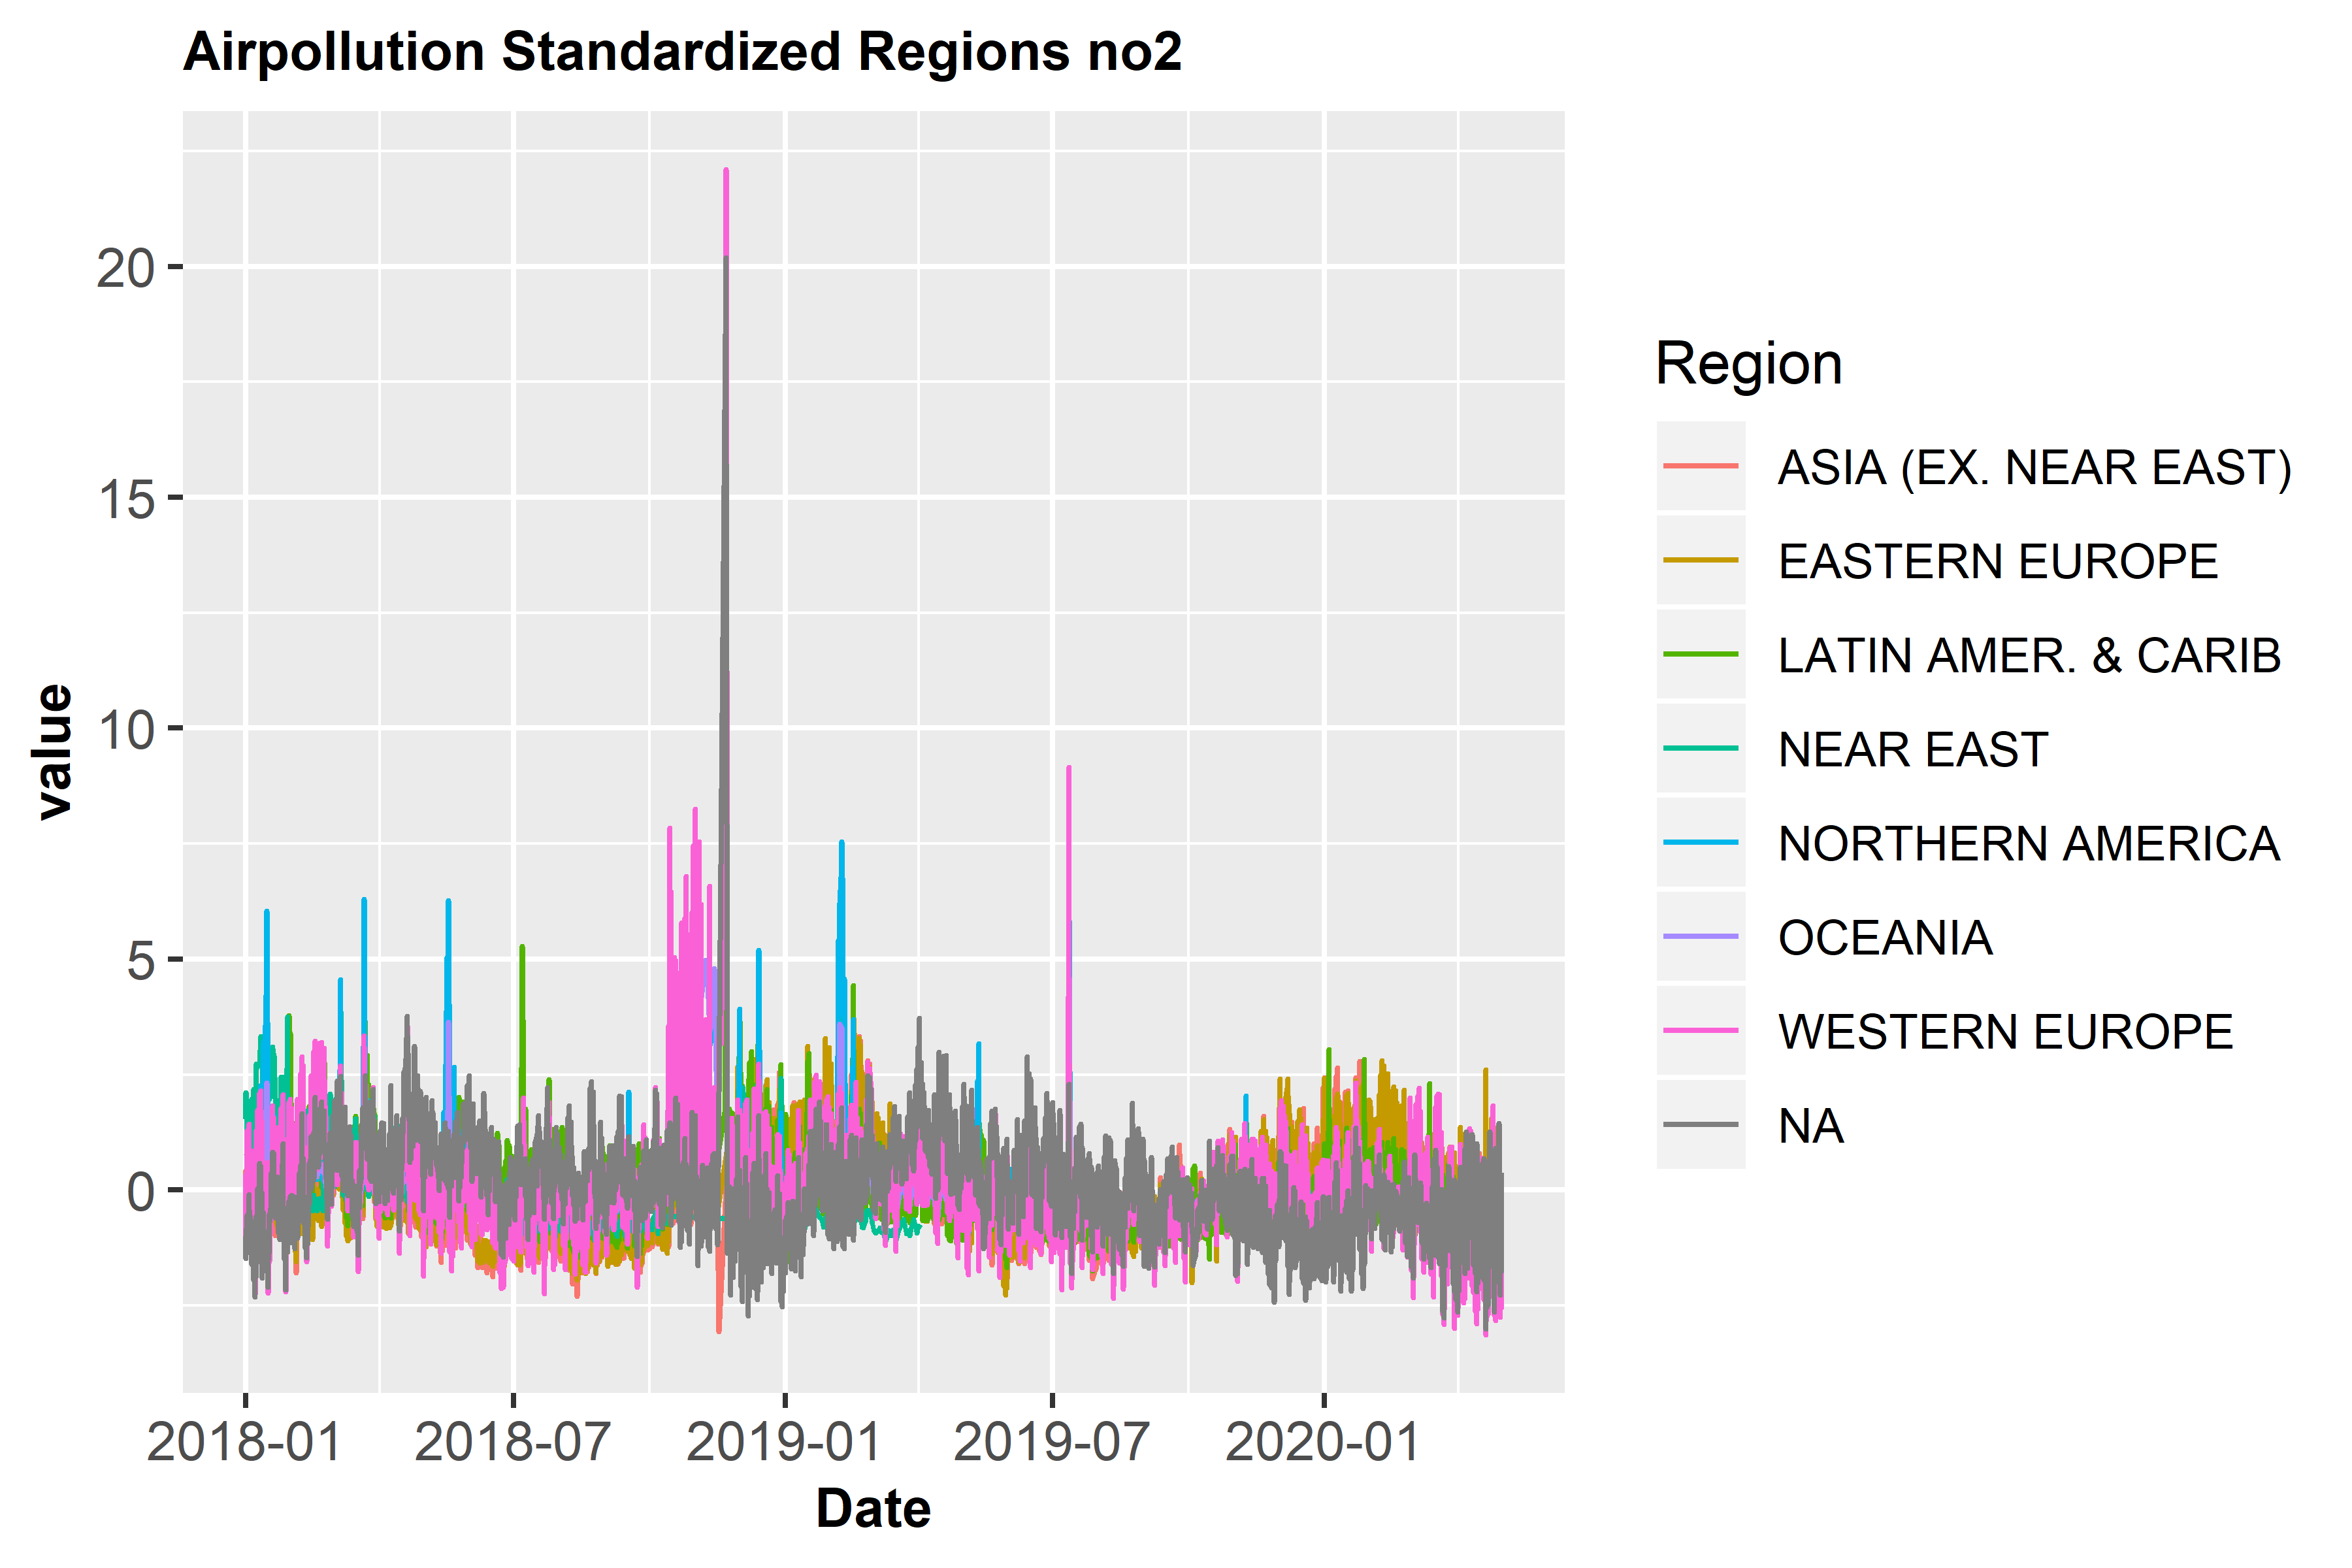 Airpollution Standardized Regions no2
20
15
10
5
0
value
2018-01 2018-07 2019-01 2019-07 2020-01
Date
Region
ASIA (EX. NEAR EAST)
EASTERN EUROPE
LATIN AMER. & CARIB
NEAR EAST
NORTHERN AMERICA
OCEANIA
WESTERN EUROPE
NA